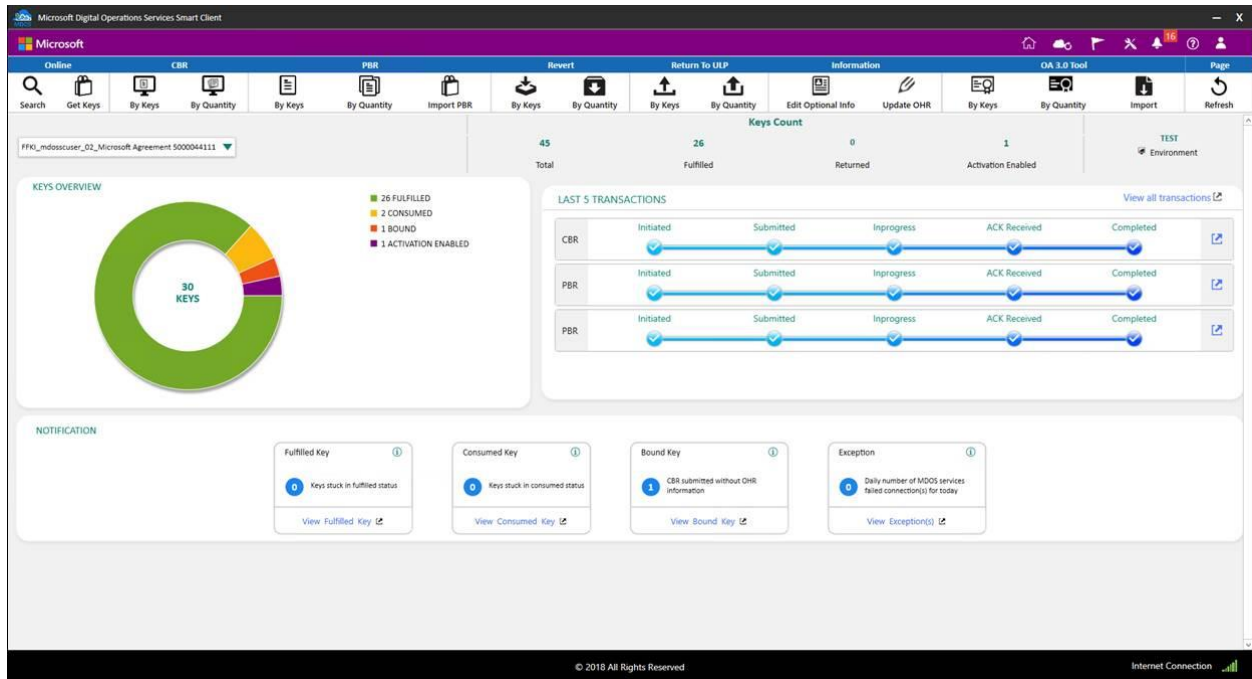 MDOS Microsoft Digital Operations Services Smart Client – X
Microsoft 16
Online CBR PBR Revert Return To ULP Information OA 3.0 Tool Page
Search Get Keys By Keys By Quantity By Keys By Quantity Import PBR By Keys By Quantity By Keys By Quantity Edit Optional Info Update OHR By Keys By Quantity Import Refresh
Keys Count
FFKI_mdosscuser_02_Microsoft Agreement 5000044111
45 26 0 1 TEST
Total Fulfilled Returned Activation Enabled Environment
KEYS OVERVIEW
26 FULFILLED
2 CONSUMED
1 BOUND
1 ACTIVATION ENABLED
30
KEYS
LAST 5 TRANSACTIONS View all transactions
CBR Initiated Submitted Inprogress ACK Received Completed
PBR Initiated Submitted Inprogress ACK Received Completed
PBR Initiated Submitted Inprogress ACK Received Completed
NOTIFICATION
Fulfilled Key
0 Keys stuck in fulfilled status
View Fulfilled Key
Consumed Key
0 Keys stuck in consumed status
View Consumed Key
Bound Key
1 CBR submitted without OHR
information
View Bound Key
Exception
0 Daily number of MDOS services
failed connection(s) for today
View Exception(s)
© 2018 All Rights Reserved Internet Connection